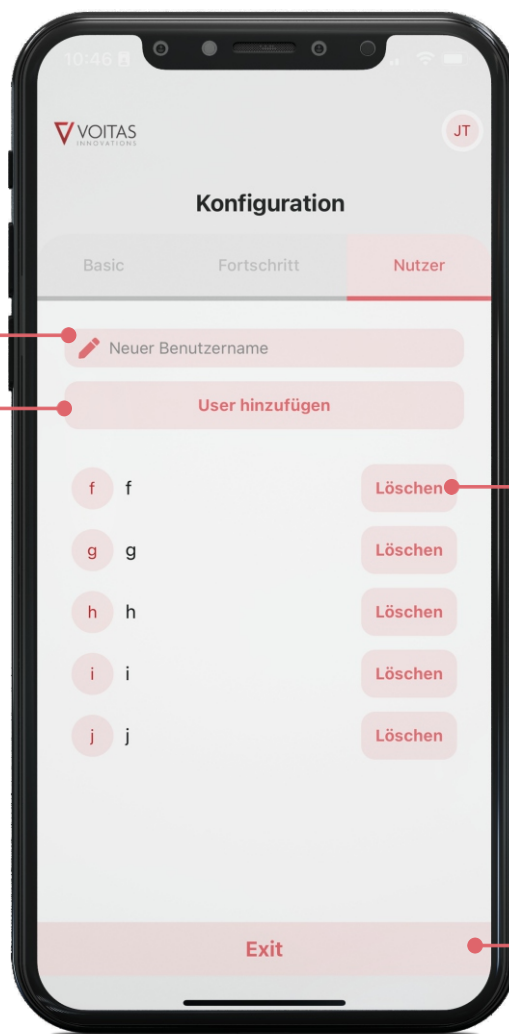 10:46
VOITAS
INNOVATIONS
JT
Konfiguration
Basic Fortschritt Nutzer
Neuer Benutzername
User hinzufügen
f f Löschen
g g Löschen
h h Löschen
i i Löschen
j j Löschen
Exit